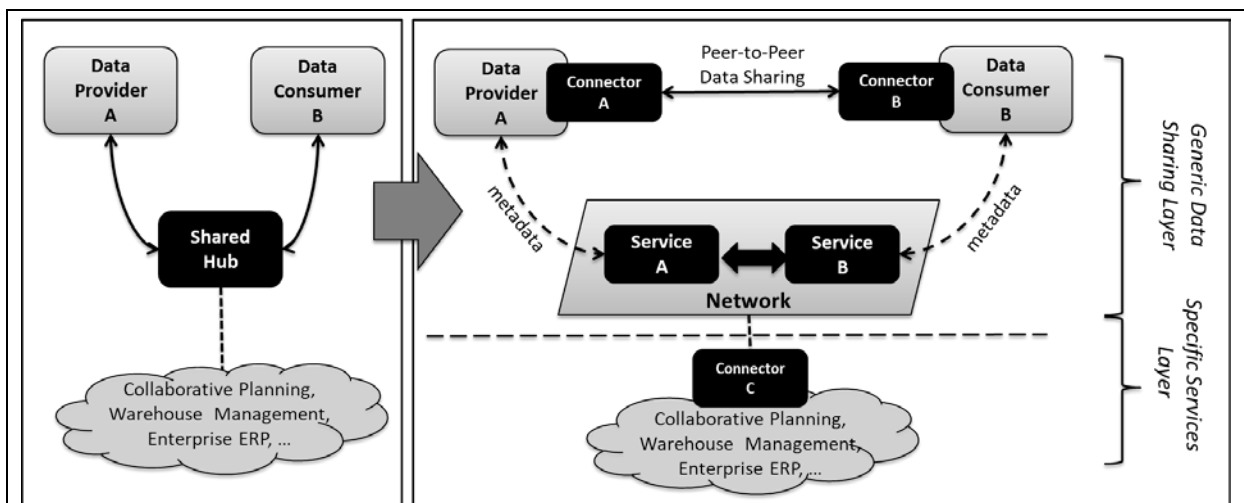 Data
Provider
A
Data
Consumer
B
Shared
Hub
Collaborative Planning,
Warehouse Management,
Enterprise ERP, ...
Data
Provider
A
Connector
A
Peer-to-Peer
Data Sharing
Connector
B
Data
Consumer
B
metadata
metadata
Service
A
Service
B
Network
Connector
C
Collaborative Planning,
Warehouse Management,
Enterprise ERP, ...
Generic Data
Sharing Layer
Specific Services
Layer